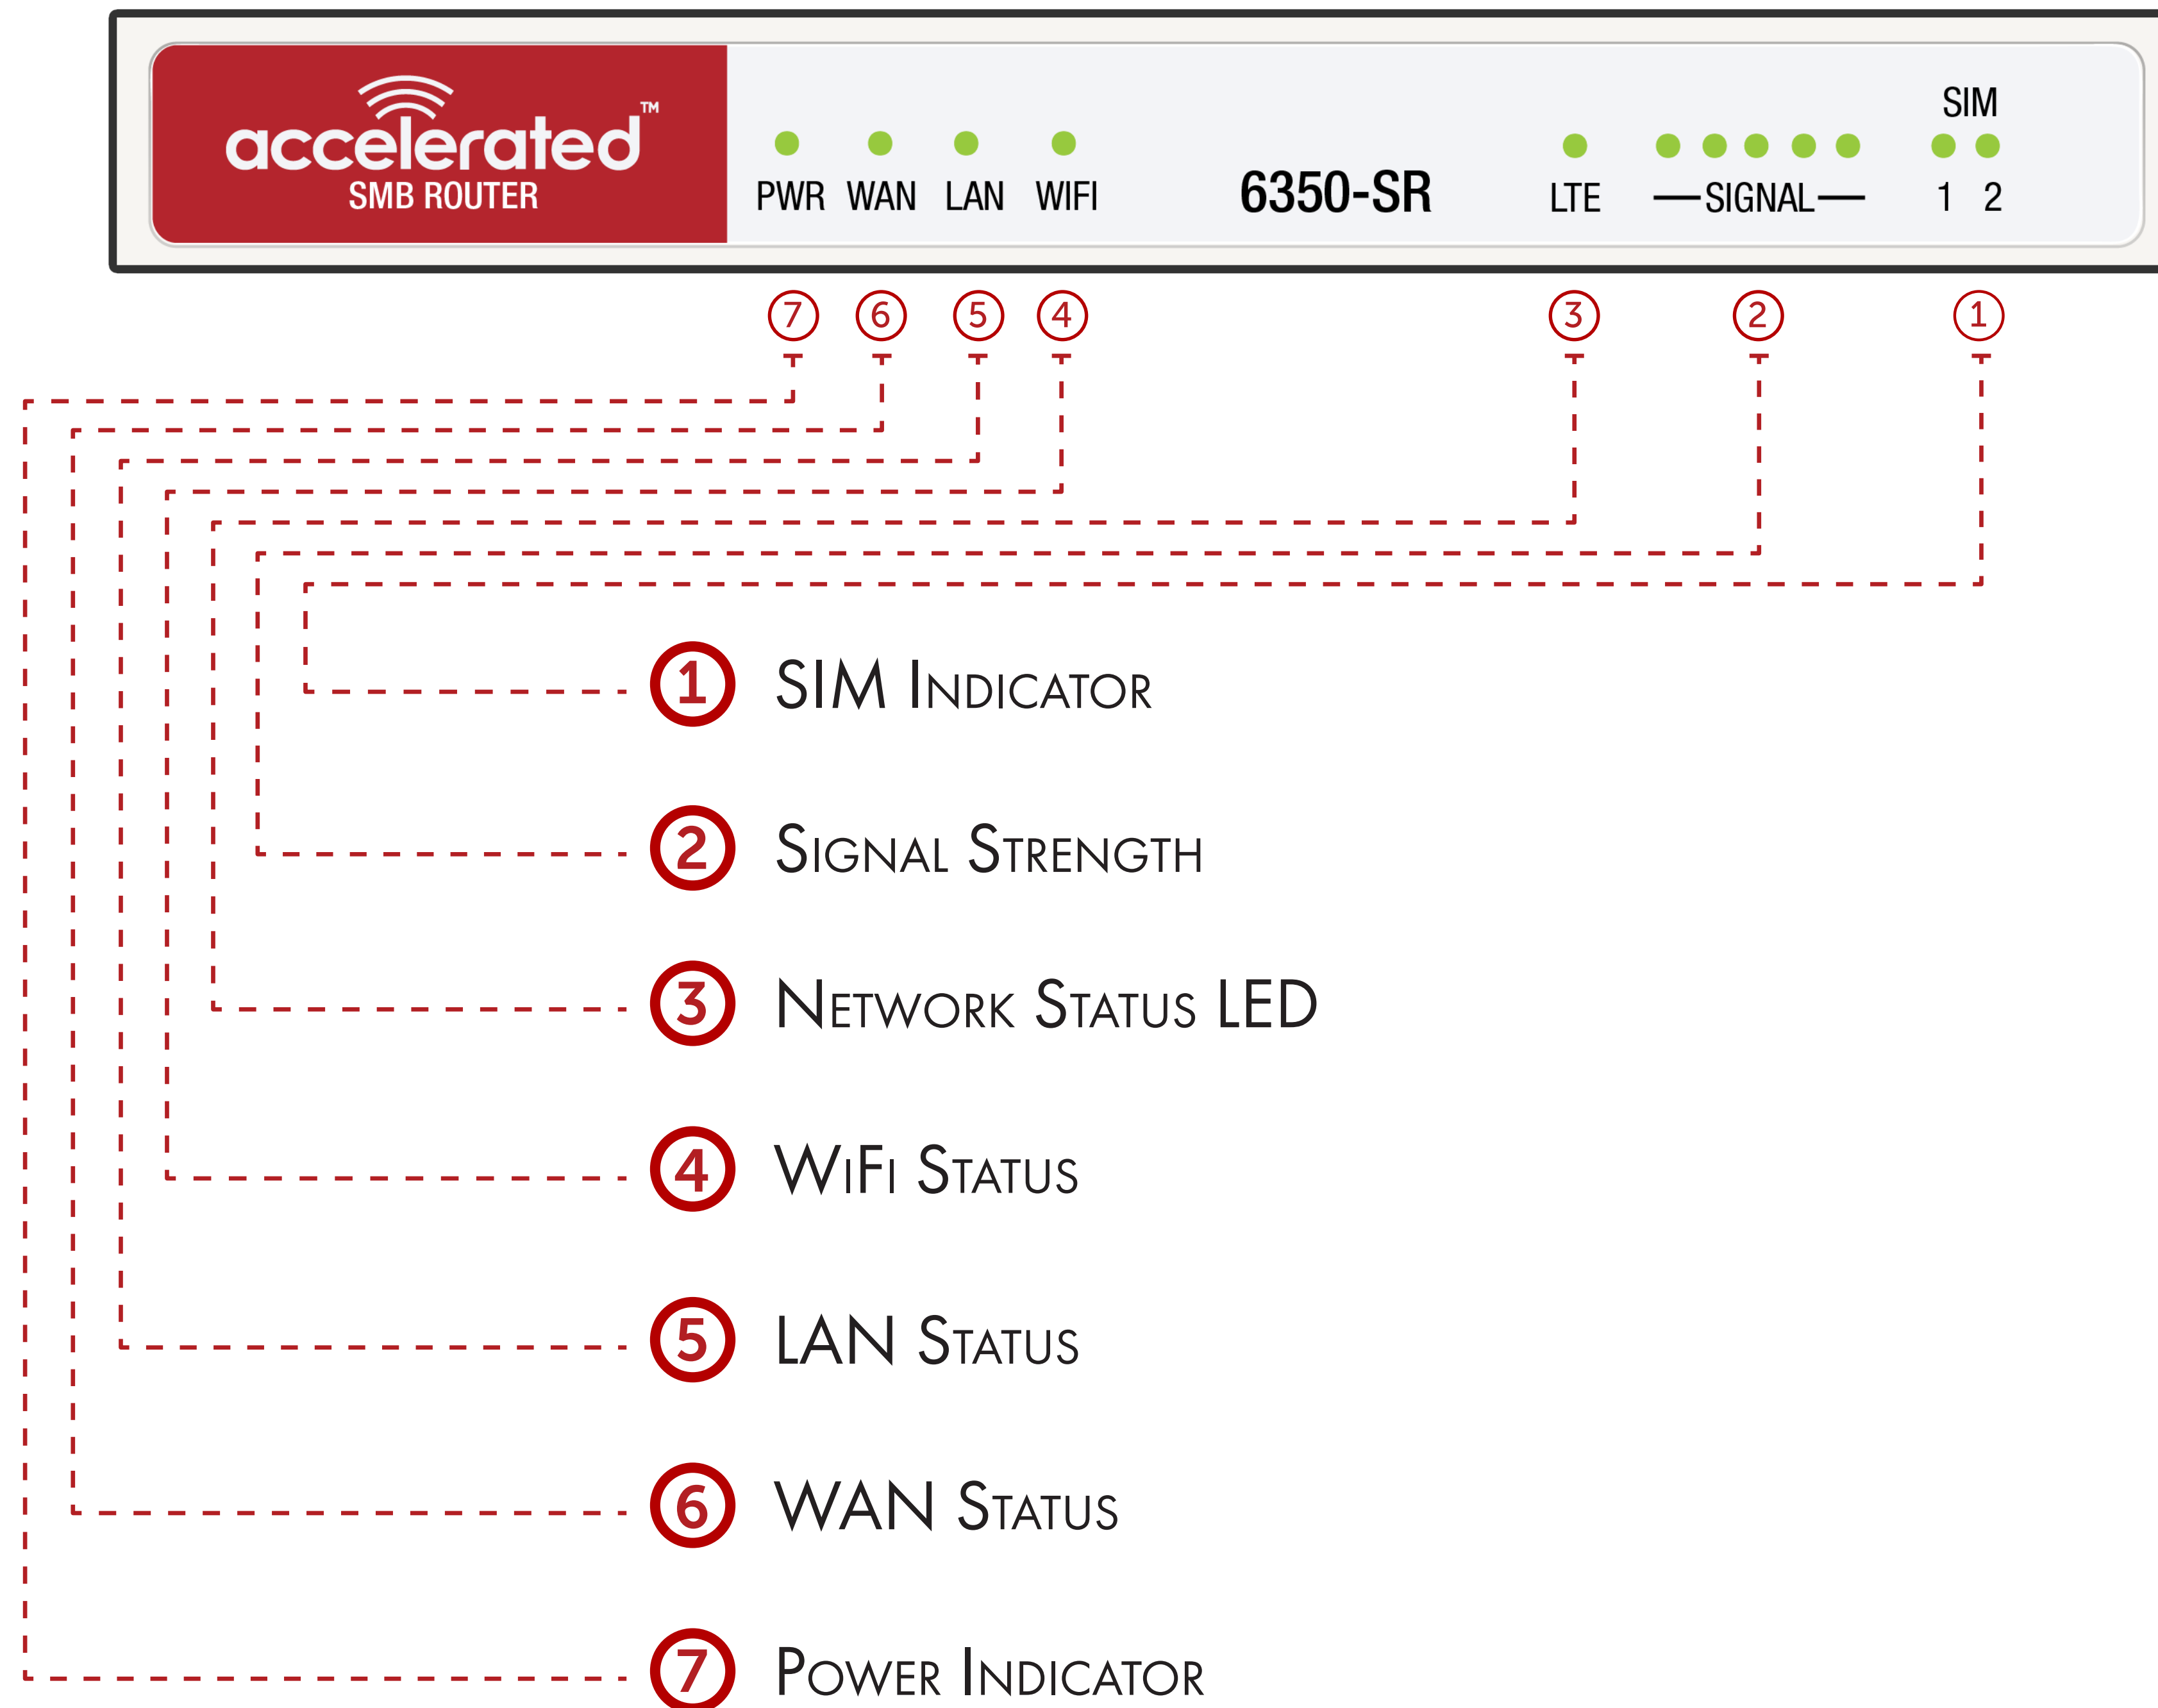 accelerated™
SMB ROUTER
PWR WAN LAN WIFI
6350-SR
LTE
SIGNAL
SIM
1 2
7 6 5 4 3 2 1
1 SIM INDICATOR
2 SIGNAL STRENGTH
3 NETWORK STATUS LED
4 WIFI STATUS
5 LAN STATUS
6 WAN STATUS
7 POWER INDICATOR